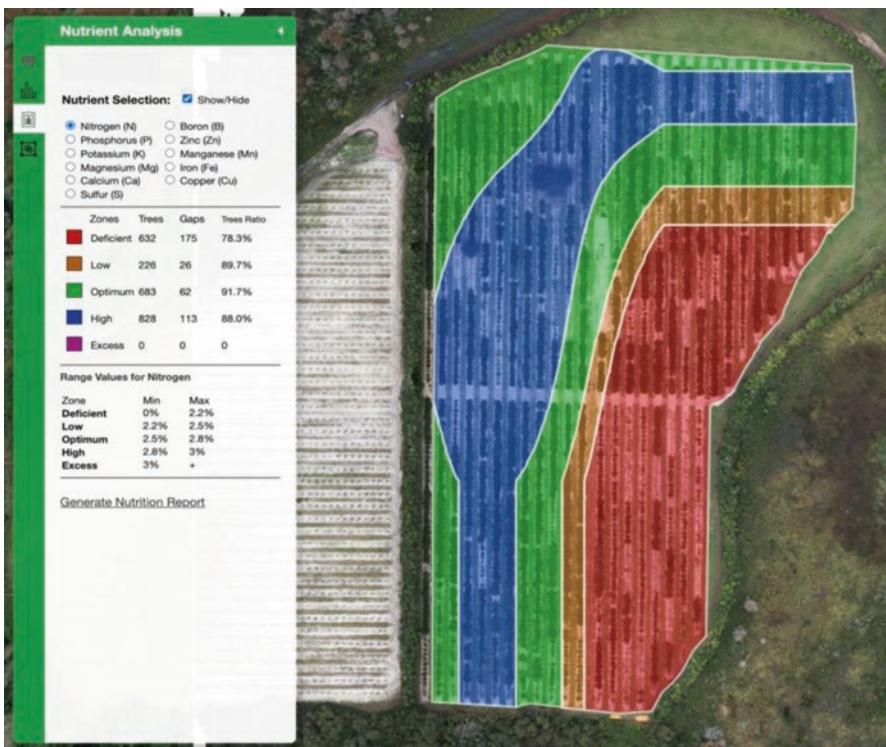 Nutrient Analysis
Nutrient Selection: Show/Hide
Nitrogen (N) Boron (B)
Phosphorus (P) Zinc (Zn)
Potassium (K) Manganese (Mn)
Magnesium (Mg) Iron (Fe)
Calcium (Ca) Copper (Cu)
Sulfur (S)
Zones Trees Gaps Trees Ratio
Deficient 632 175 78.3%
Low 226 26 89.7%
Optimum 683 62 91.7%
High 828 113 88.0%
Excess 0 0 0
Range Values for Nitrogen
Zone Min Max
Deficient 0% 2.2%
Low 2.2% 2.5%
Optimum 2.5% 2.8%
High 2.8% 3%
Excess 3% +
Generate Nutrition Report